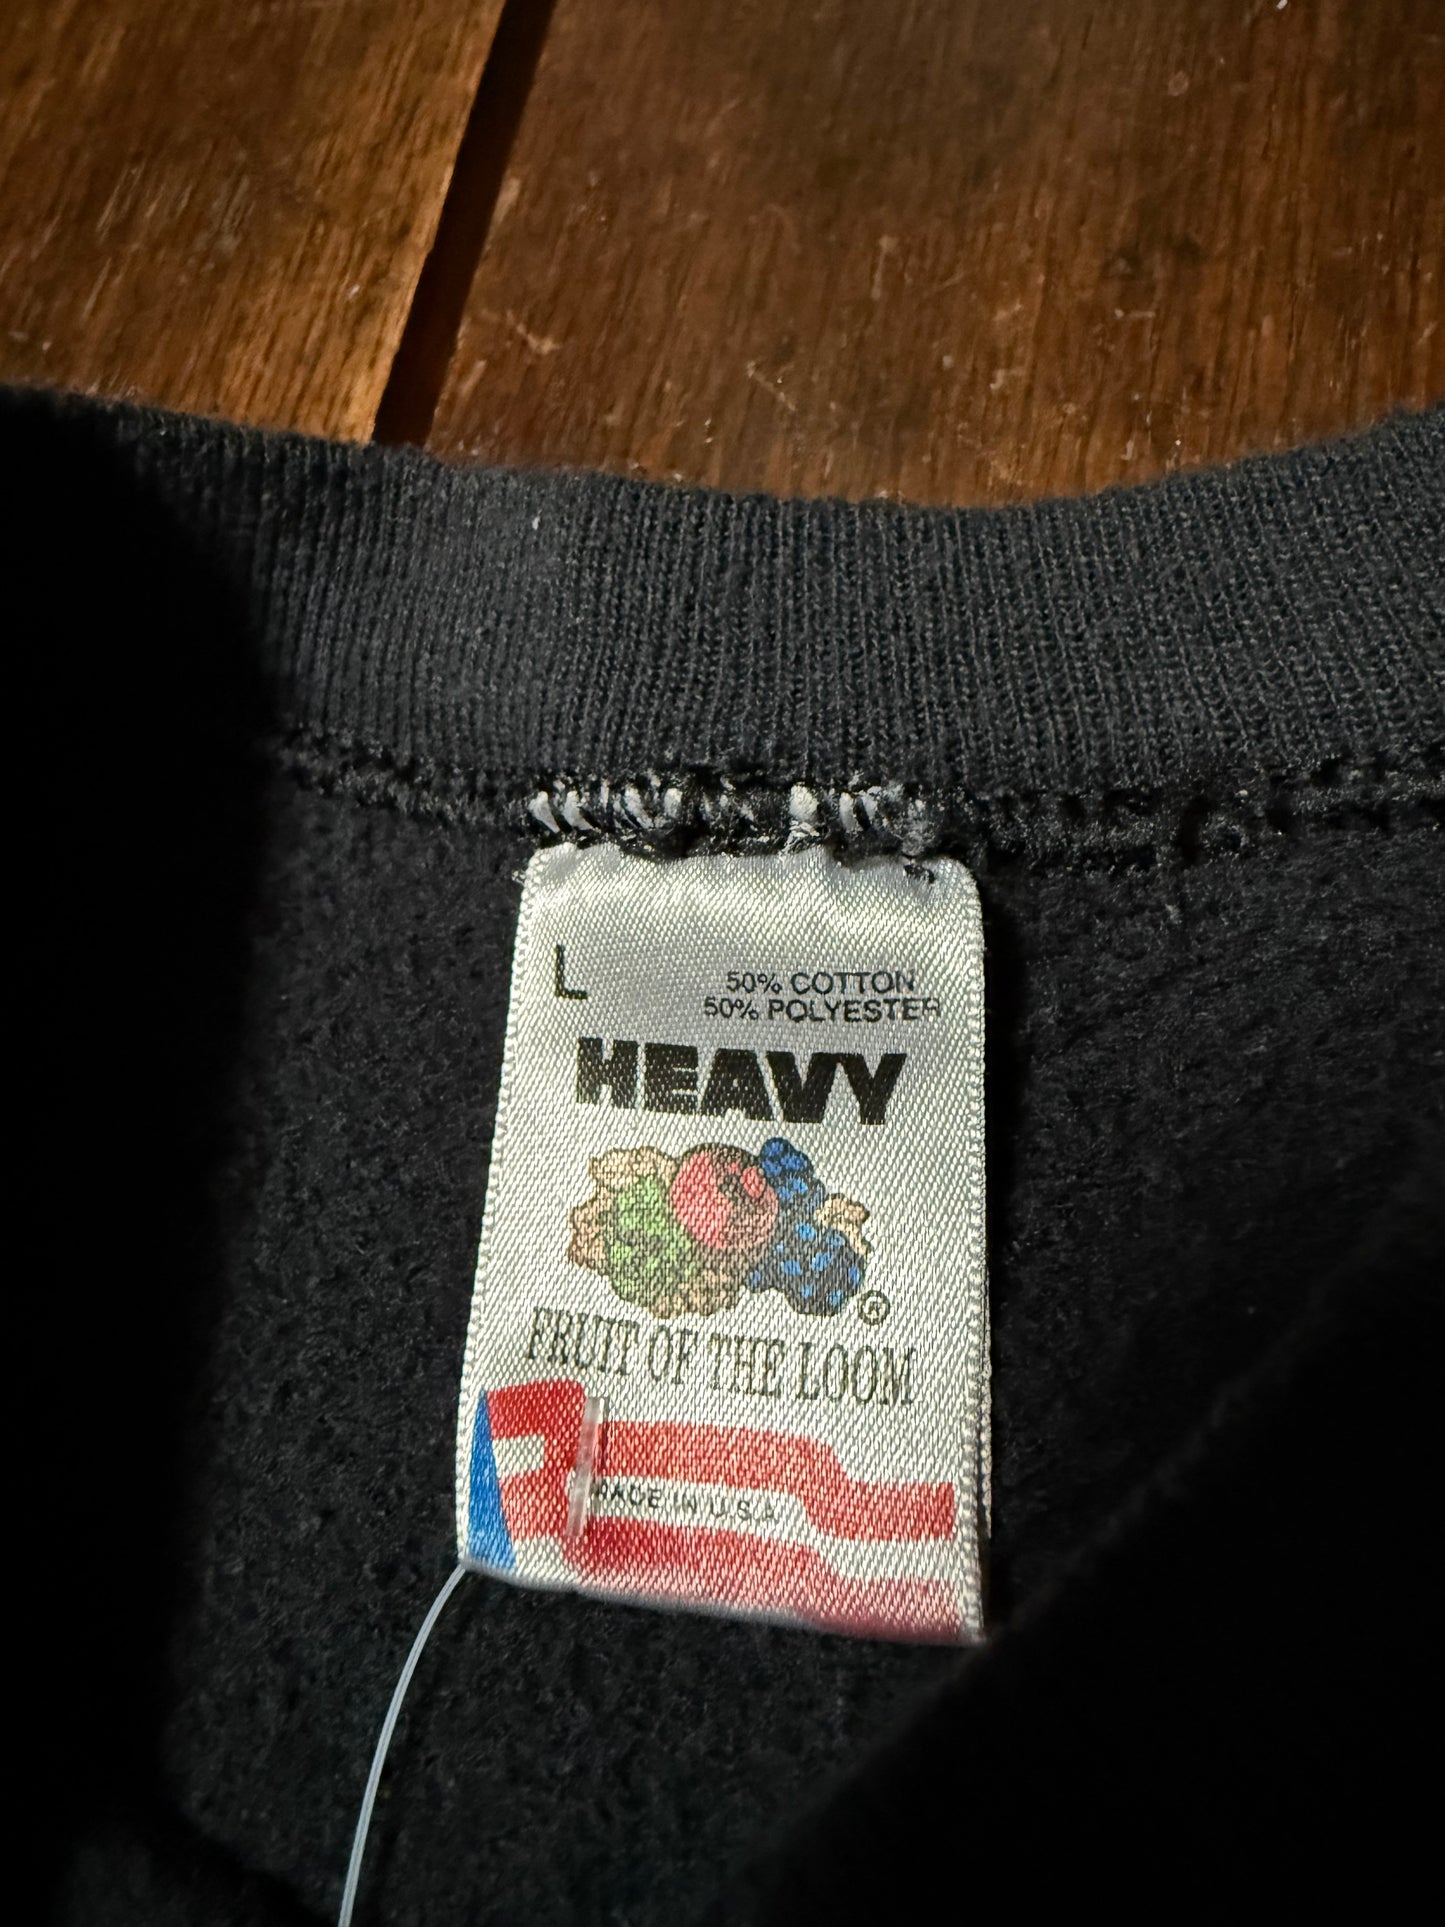 L
50% COTTON
50% POLYESTER
HEAVY
®
FRUIT OF THE LOOM
MADE IN U.S.A.